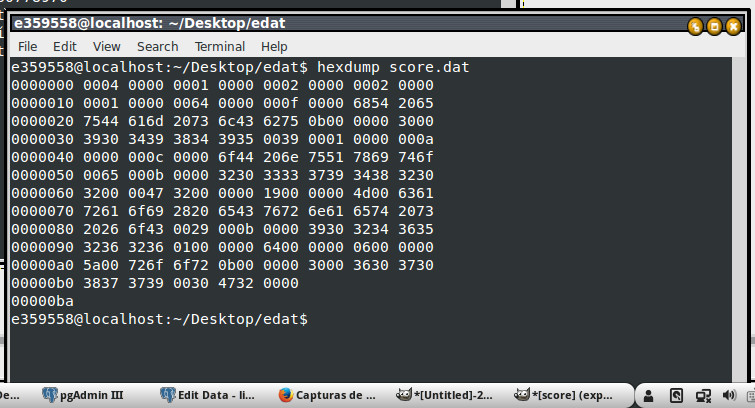 e359558@localhost: ~/Desktop/edat
File Edit View Search Terminal Help
e359558@localhost:~/Desktop/edat$ hexdump score.dat
0000000 0004 0000 0001 0000 0002 0000 0002 0000
0000010 0001 0000 0064 0000 000f 0000 6854 2065
0000020 7544 616d 2073 6c43 6275 0b00 0000 3000
0000030 3930 3439 3834 3935 0039 0001 0000 000a
0000040 0000 000c 0000 6f44 206e 7551 7869 746f
0000050 0065 000b 0000 3230 3333 3739 3438 3230
0000060 3200 0047 3200 0000 1900 0000 4d00 6361
0000070 7261 6f69 2820 6543 7672 6e61 6574 2073
0000080 2026 6f43 0029 000b 0000 3930 3234 3635
0000090 3236 3236 0100 0000 6400 0000 0600 0000
00000a0 5a00 726f 6f72 0b00 0000 3000 3630 3730
00000b0 3837 3739 0030 4732 0000
00000ba
e359558@localhost:~/Desktop/edat$
pgAdmin III
Edit Data - li...
Capturas de ...
*[Untitled]-2...
*[score] (exp...